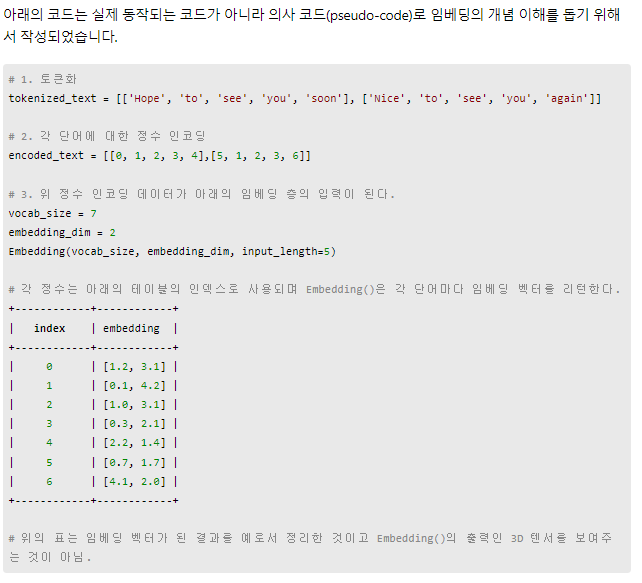 아래의 코드는 실제 동작되는 코드가 아니라 의사 코드(pseudo-code)로 임베딩의 개념 이해를 돕기 위해
서 작성되었습니다.
# 1. 토큰화
tokenized_text = [['Hope', 'to', 'see', 'you', 'soon'], ['Nice', 'to', 'see', 'you', 'again']]
# 2. 각 단어에 대한 정수 인코딩
encoded_text = [[0, 1, 2, 3, 4],[5, 1, 2, 3, 6]]
# 3. 위 정수 인코딩 데이터가 아래의 임베딩 층의 입력이 된다.
vocab_size = 7
embedding_dim = 2
Embedding(vocab_size, embedding_dim, input_length=5)
# 각 정수는 아래의 테이블의 인덱스로 사용되며 Embedding()은 각 단어마다 임베딩 벡터를 리턴한다.
+------------+------------+
| index | embedding |
+------------+------------+
| 0 | [1.2, 3.1] |
| 1 | [0.1, 4.2] |
| 2 | [1.0, 3.1] |
| 3 | [0.3, 2.1] |
| 4 | [2.2, 1.4] |
| 5 | [0.7, 1.7] |
| 6 | [4.1, 2.0] |
+------------+------------+
# 위의 표는 임베딩 벡터가 된 결과를 예로서 정리한 것이고 Embedding()의 출력인 3D 텐서를 보여주
는 것이 아님.